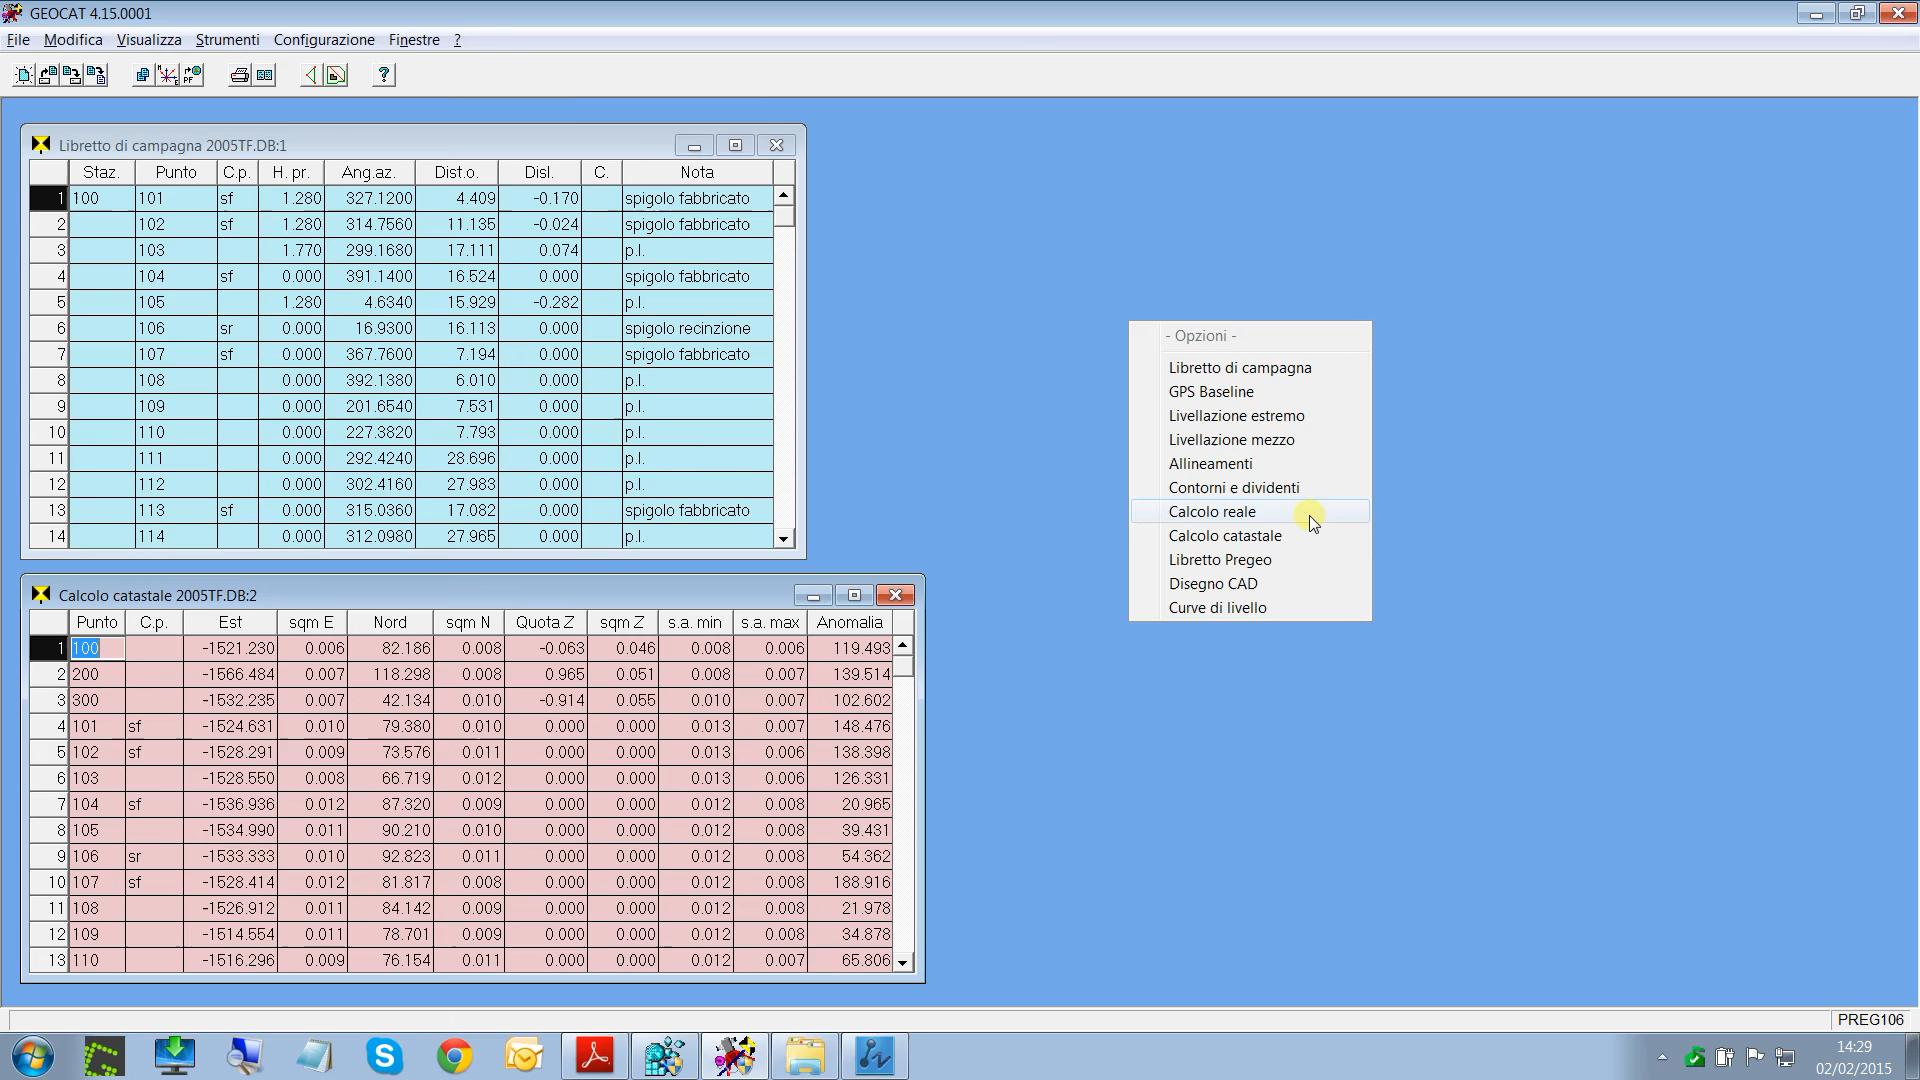 GEOCAT 4.15.0001
File Modifica Visualizza Strumenti Configurazione Finestre ?
Libretto di campagna 2005TF.DB:1
Staz. Punto C.p. H. pr. Ang.az. Dist.o. Disl. C. Nota
1 100 101 sf 1.280 327.1200 4.409 -0.170 spigolo fabbricato
2 102 sf 1.280 314.7560 11.135 -0.024 spigolo fabbricato
3 103 1.770 299.1680 17.111 0.074 p.l.
4 104 sf 0.000 391.1400 16.524 0.000 spigolo fabbricato
5 105 1.280 4.6340 15.929 -0.282 p.l.
6 106 sr 0.000 16.9300 16.113 0.000 spigolo recinzione
7 107 sf 0.000 367.7600 7.194 0.000 spigolo fabbricato
8 108 0.000 392.1380 6.010 0.000 p.l.
9 109 0.000 201.6540 7.531 0.000 p.l.
10 110 0.000 227.3820 7.793 0.000 p.l.
11 111 0.000 292.4240 28.696 0.000 p.l.
12 112 0.000 302.4160 27.983 0.000 p.l.
13 113 sf 0.000 315.0360 17.082 0.000 spigolo fabbricato
14 114 0.000 312.0980 27.965 0.000 p.l.
- Opzioni -
Libretto di campagna
GPS Baseline
Livellazione estremo
Livellazione mezzo
Allineamenti
Contorni e dividenti
Calcolo reale
Calcolo catastale
Libretto Pregeo
Disegno CAD
Curve di livello
Calcolo catastale 2005TF.DB:2
Punto C.p. Est sqm E Nord sqm N Quota Z sqm Z s.a. min s.a. max Anomalia
1 100 -1521.230 0.006 82.186 0.008 -0.063 0.046 0.008 0.006 119.493
2 200 -1566.484 0.007 118.298 0.008 0.965 0.051 0.008 0.007 139.514
3 300 -1532.235 0.007 42.134 0.010 -0.914 0.055 0.010 0.007 102.602
4 101 sf -1524.631 0.010 79.380 0.010 0.000 0.000 0.013 0.007 148.476
5 102 sf -1528.291 0.009 73.576 0.011 0.000 0.000 0.013 0.006 138.398
6 103 -1528.550 0.008 66.719 0.012 0.000 0.000 0.013 0.006 126.331
7 104 sf -1536.936 0.012 87.320 0.009 0.000 0.000 0.012 0.008 20.965
8 105 -1534.990 0.011 90.210 0.010 0.000 0.000 0.012 0.008 39.431
9 106 sr -1533.333 0.010 92.823 0.011 0.000 0.000 0.012 0.008 54.362
10 107 sf -1528.414 0.012 81.817 0.008 0.000 0.000 0.012 0.008 188.916
11 108 -1526.912 0.011 84.142 0.009 0.000 0.000 0.012 0.008 21.978
12 109 -1514.554 0.011 78.701 0.009 0.000 0.000 0.012 0.008 34.878
13 110 -1516.296 0.009 76.154 0.011 0.000 0.000 0.012 0.007 65.806
PREG106
14:29
02/02/2015